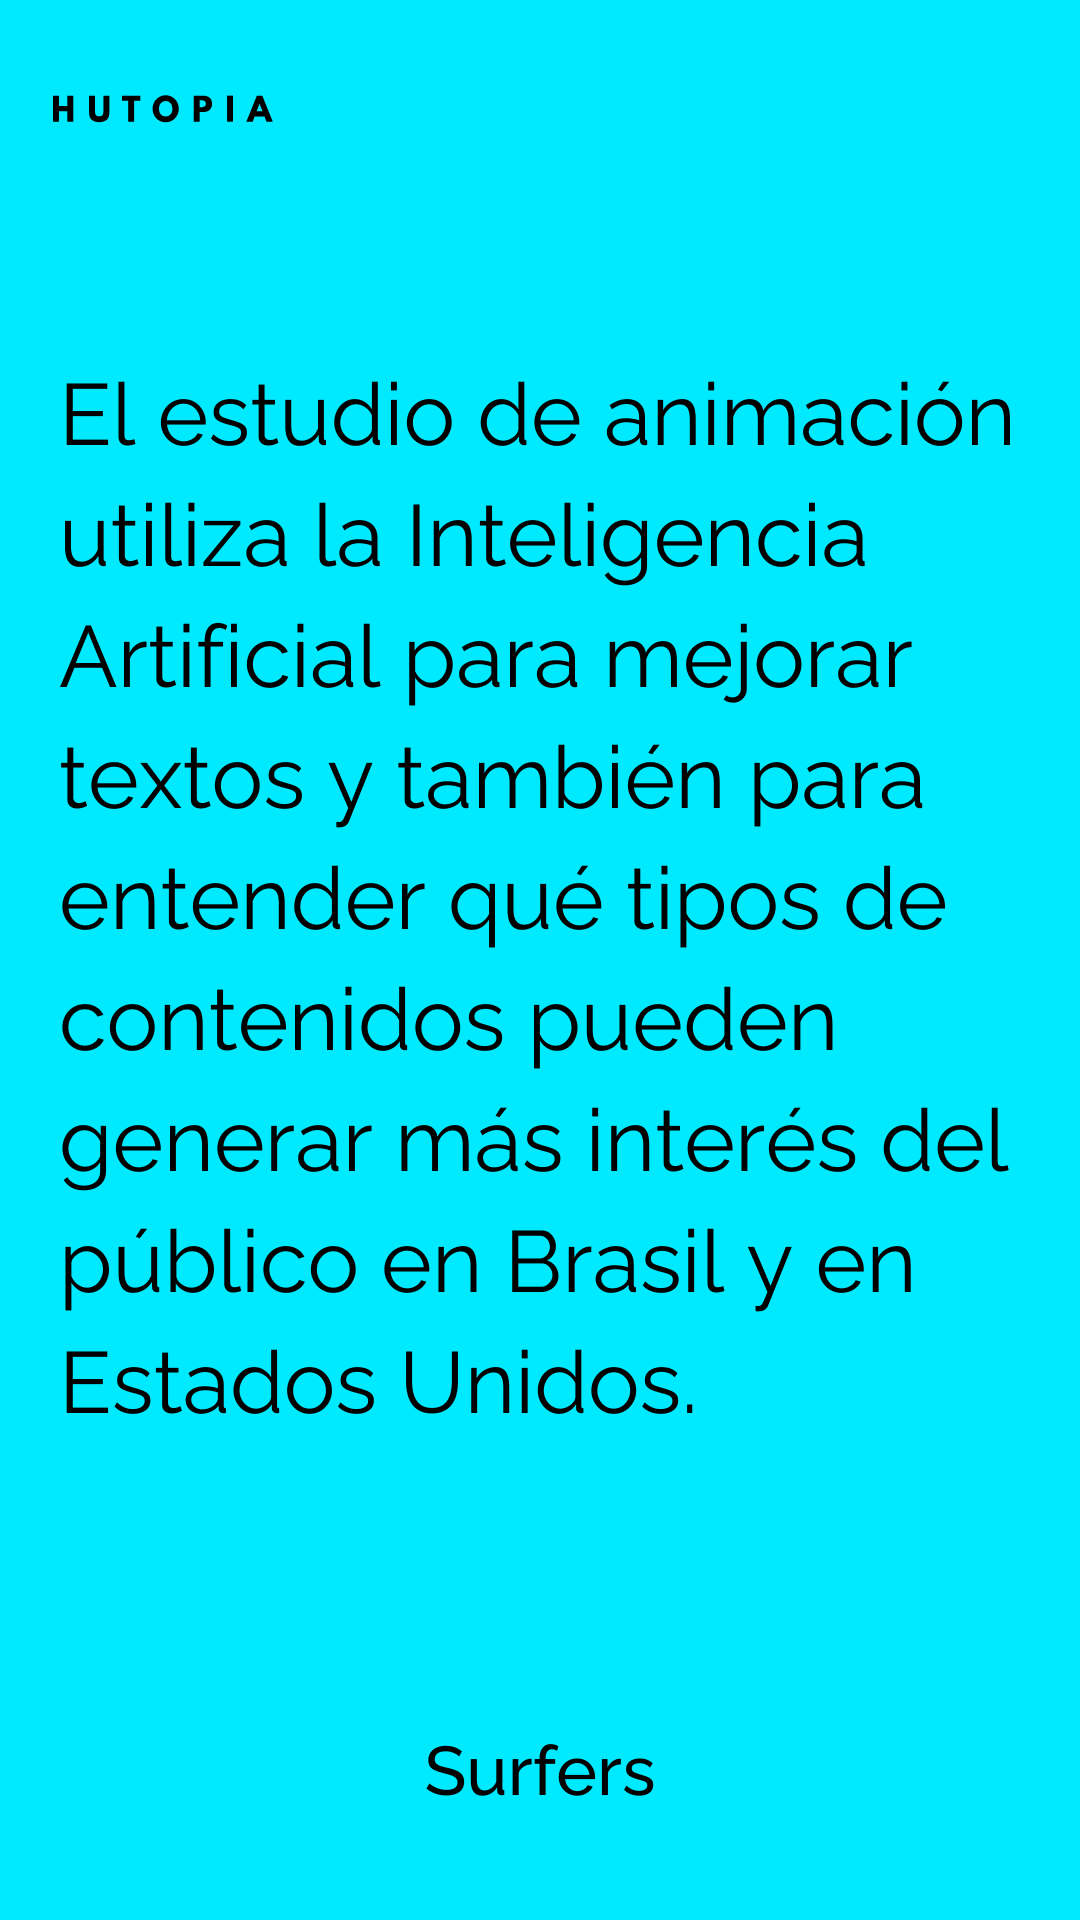 HUTOPIA
El estudio de animación
utiliza la Inteligencia
Artificial para mejorar
textos y también para
entender qué tipos de
contenidos pueden
generar más interés del
público en Brasil y en
Estados Unidos.
Surfers